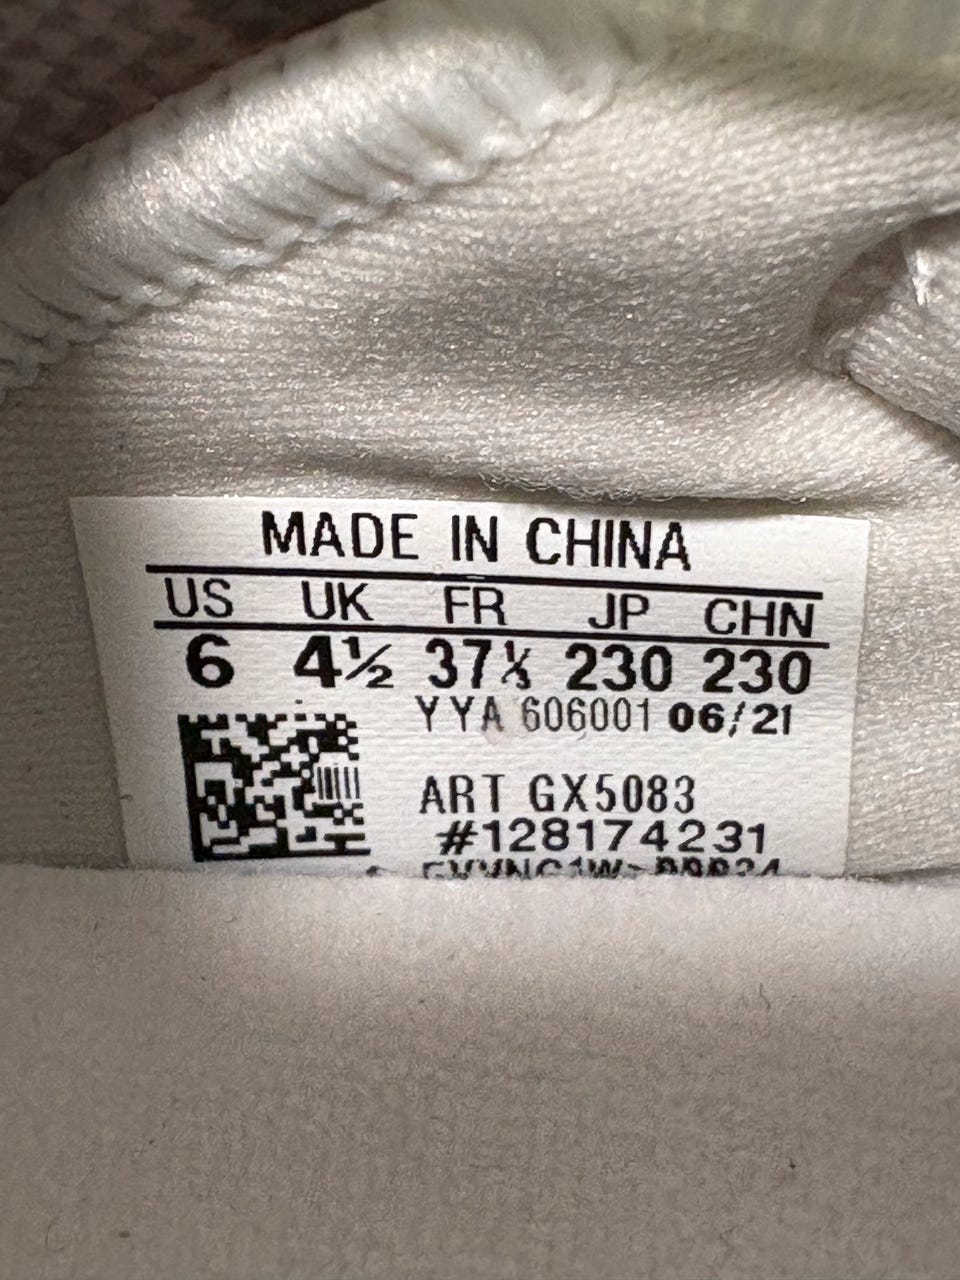 MADE IN CHINA
US UK FR JP CHN
6 4½ 37⅓ 230 230
YYA 606001 06/21
ART GX5083
#128174231